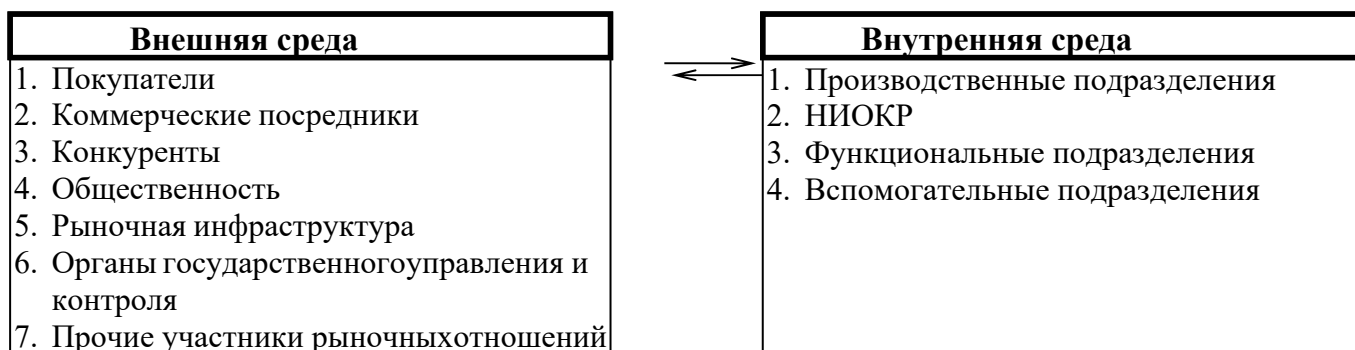 Внешняя среда
1. Покупатели
2. Коммерческие посредники
3. Конкуренты
4. Общественность
5. Рыночная инфраструктура
6. Органы государственногоуправления и
контроля
7. Прочие участники рыночныхотношений
Внутренняя среда
1. Производственные подразделения
2. НИОКР
3. Функциональные подразделения
4. Вспомогательные подразделения